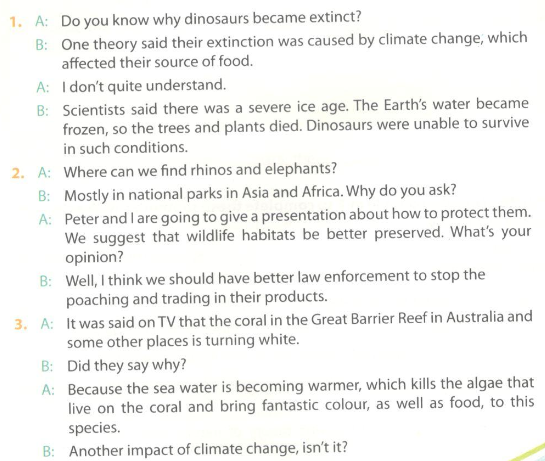 1. A: Do you know why dinosaurs became extinct?
B: One theory said their extinction was caused by climate change, which
affected their source of food.
A: I don't quite understand.
B: Scientists said there was a severe ice age. The Earth's water became
frozen, so the trees and plants died. Dinosaurs were unable to survive
in such conditions.
2. A: Where can we find rhinos and elephants?
B: Mostly in national parks in Asia and Africa. Why do you ask?
A: Peter and I are going to give a presentation about how to protect them.
We suggest that wildlife habitats be better preserved. What's your
opinion?
B: Well, I think we should have better law enforcement to stop the
poaching and trading in their products.
3. A: It was said on TV that the coral in the Great Barrier Reef in Australia and
some other places is turning white.
B: Did they say why?
A: Because the sea water is becoming warmer, which kills the algae that
live on the coral and bring fantastic colour, as well as food, to this
species.
B: Another impact of climate change, isn't it?